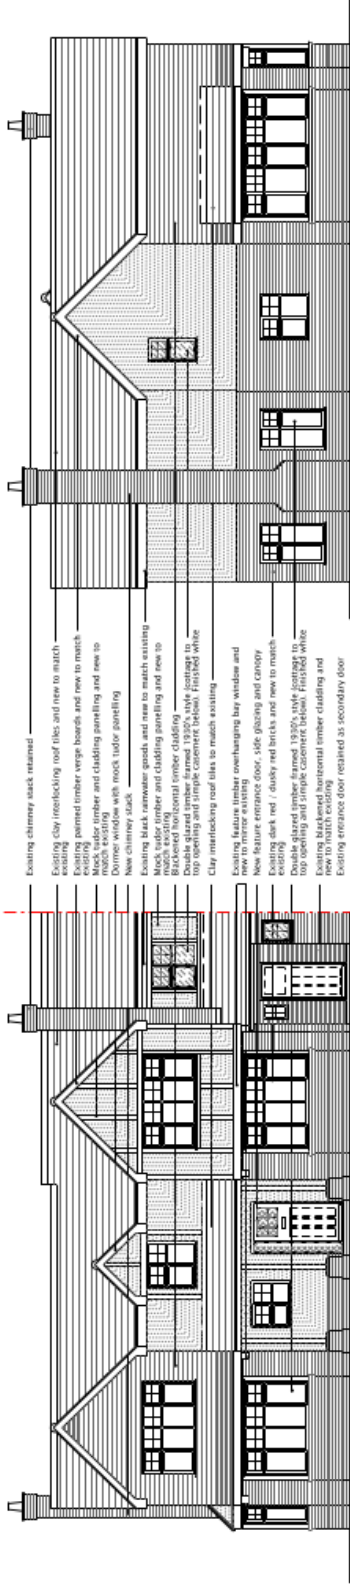 Existing chimney stack retained
Existing clay interlocking roof tiles and new to match
existing
Existing painted timber verge boards and new to match
existing
Mock tudor timber and cladding panelling and new to
match existing
Dormer window with mock tudor panelling
New chimney stack
Existing black rainwater goods and new to match existing
Mock tudor timber and cladding panelling and new to
match existing
Blackened horizontal timber cladding
Double glazed timber framed 1930's style (cottage to
top opening and simple casement below). Finished white
Clay interlocking roof tiles to match existing
Existing feature timber overhanging bay window and
new to mirror existing
New feature entrance door, side glazing and canopy
Existing dark red / dusky red bricks and new to match
existing
Double glazed timber framed 1930's style (cottage to
top opening and simple casement below). Finished white
Existing blackened horizontal timber cladding and
new to match existing
Existing entrance door retained as secondary door